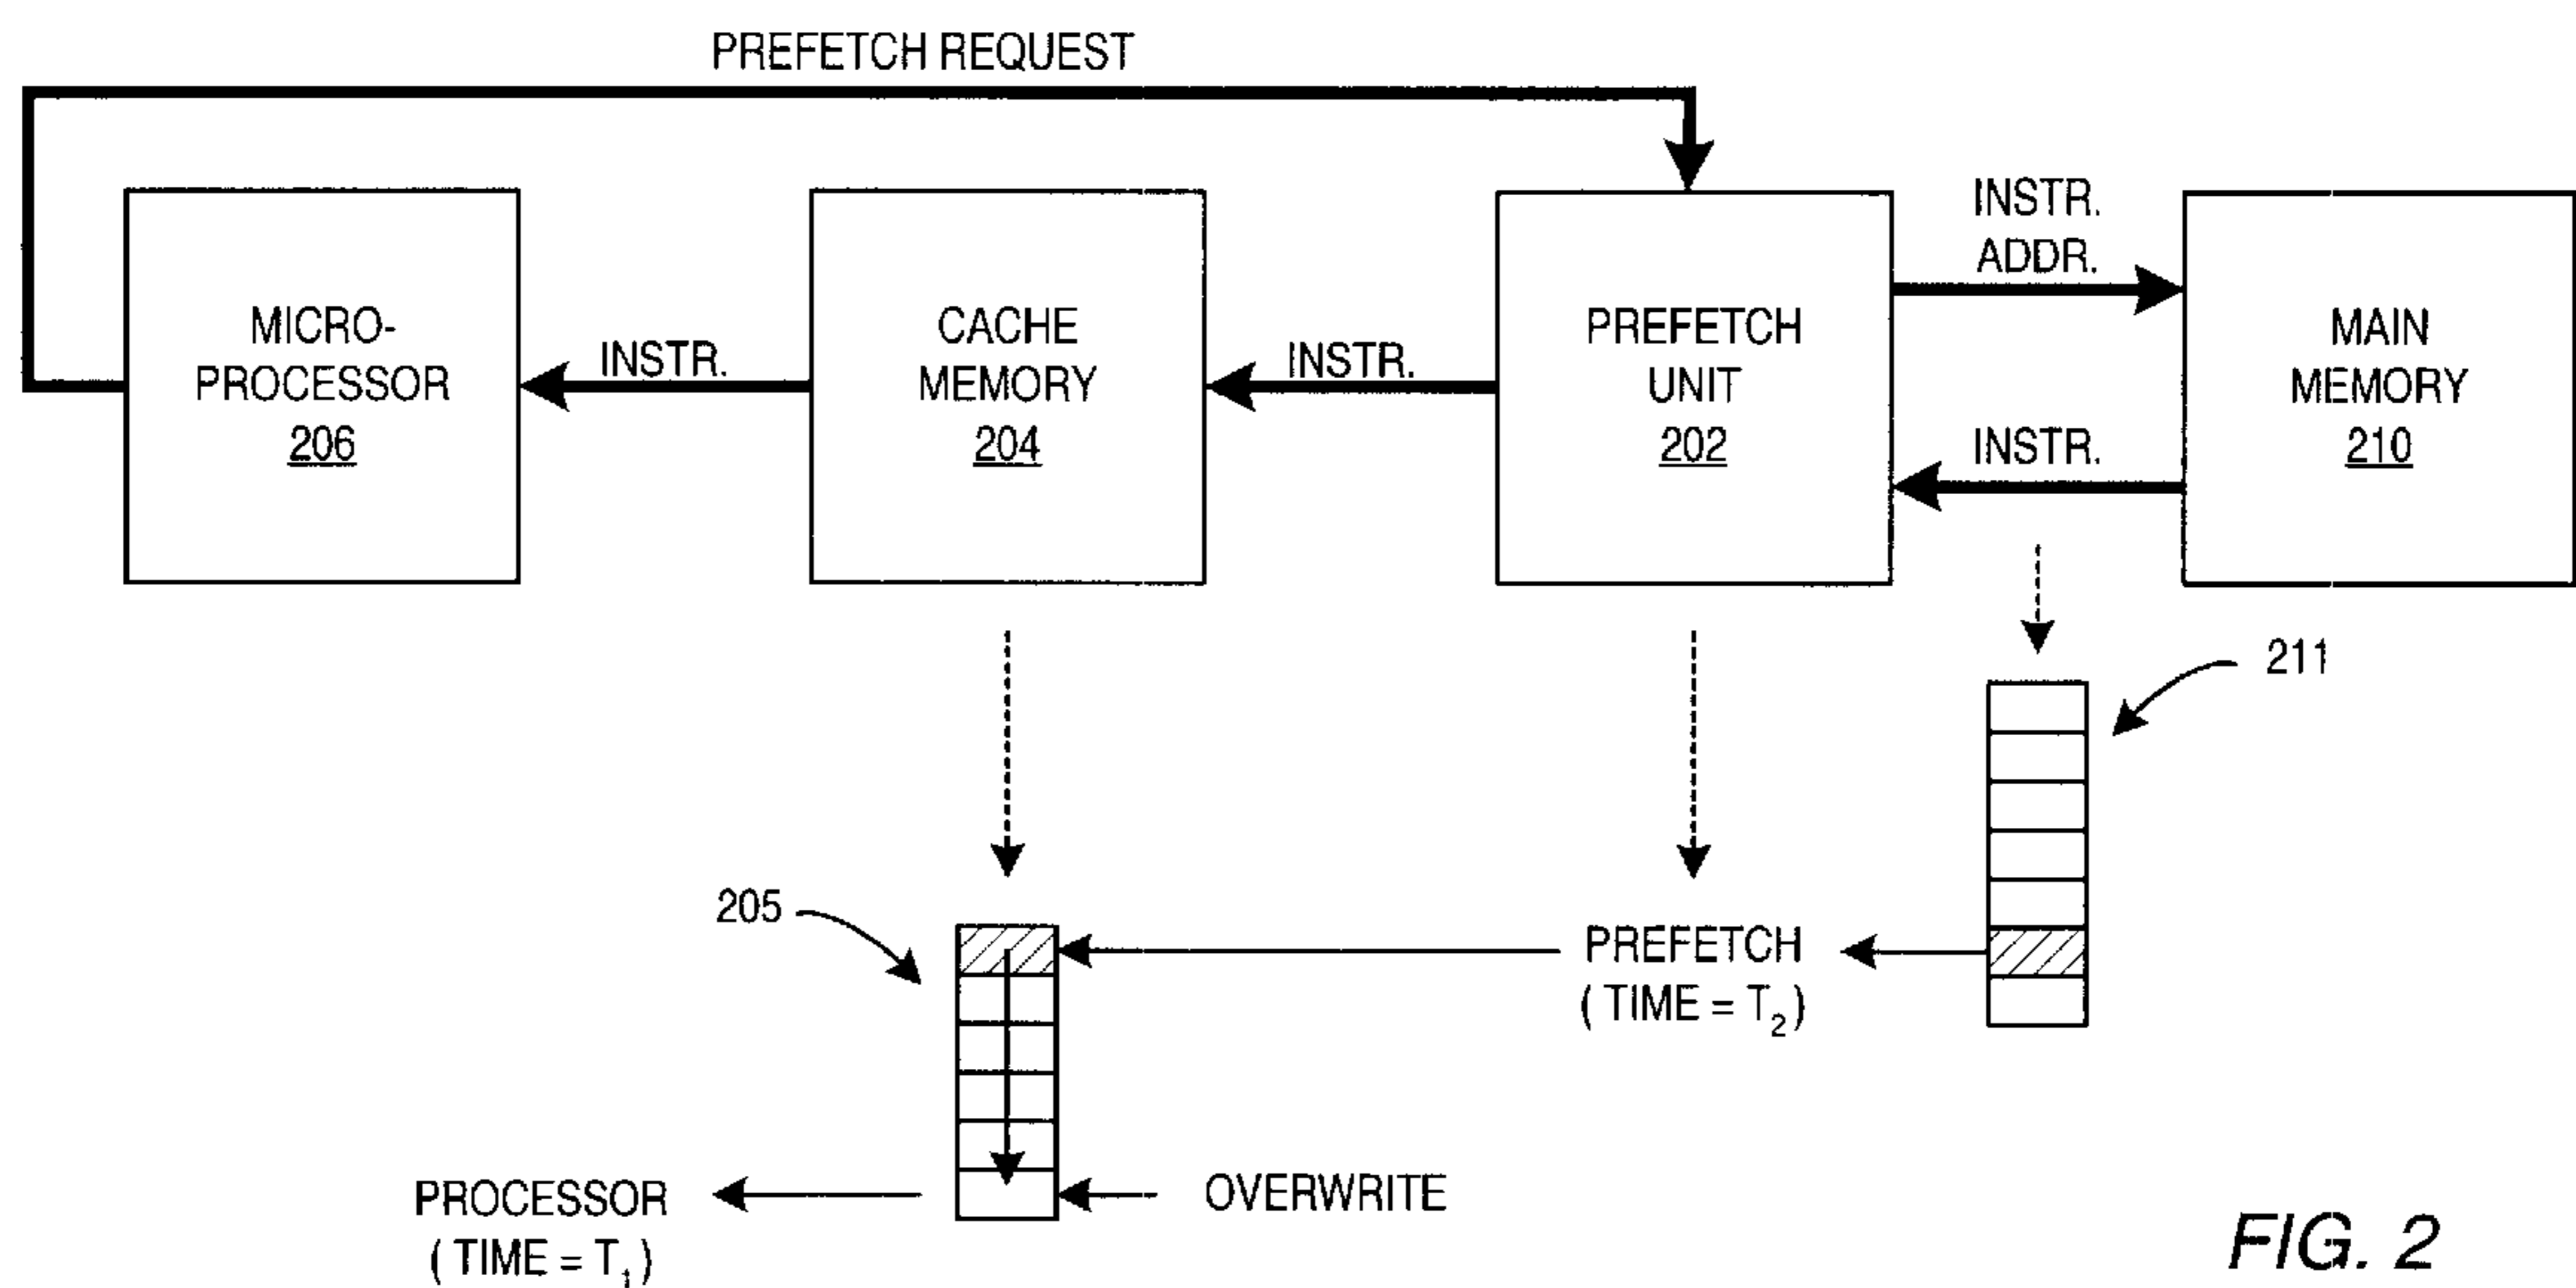 PREFETCH REQUEST
MICRO-
PROCESSOR
206
INSTR.
CACHE
MEMORY
204
INSTR.
PREFETCH
UNIT
202
INSTR.
ADDR.
INSTR.
MAIN
MEMORY
210
211
205
PREFETCH
( TIME = T₂ )
PROCESSOR
( TIME = T₁ )
OVERWRITE
FIG. 2